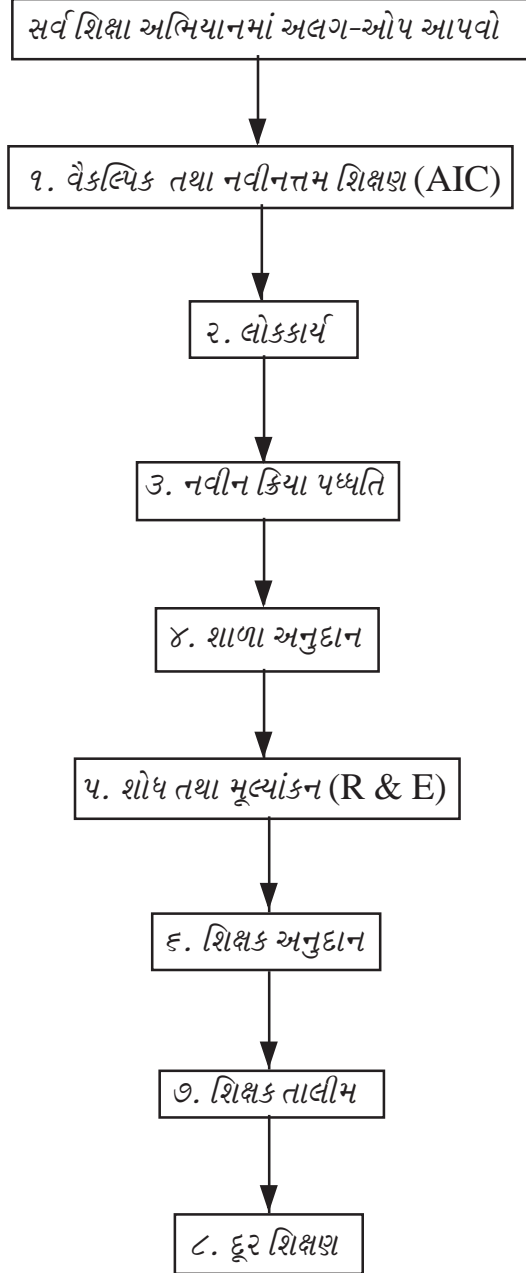 સર્વ શિક્ષા અભિયાનમાં અલગ-ઓપ આપવો
૧. વૈકલ્પિક તથા નવીનત્તમ શિક્ષણ (AIC)
૨. લોકકાર્ય
૩. નવીન ક્રિયા પધ્ધતિ
૪. શાળા અનુદાન
૫. શોધ તથા મૂલ્યાંકન (R & E)
૬. શિક્ષક અનુદાન
૭. શિક્ષક તાલીમ
૮. દૂર શિક્ષણ